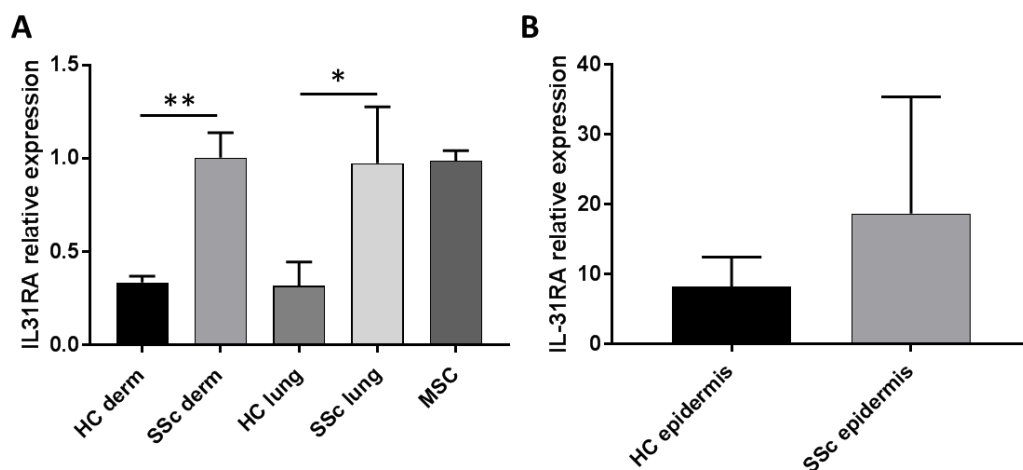 A
IL31RA relative expression
1.5
1.0
0.5
0.0
**
*
HC derm
SSc derm
HC lung
SSc lung
MSC
B
IL-31RA relative expression
40
30
20
10
0
HC epidermis
SSc epidermis